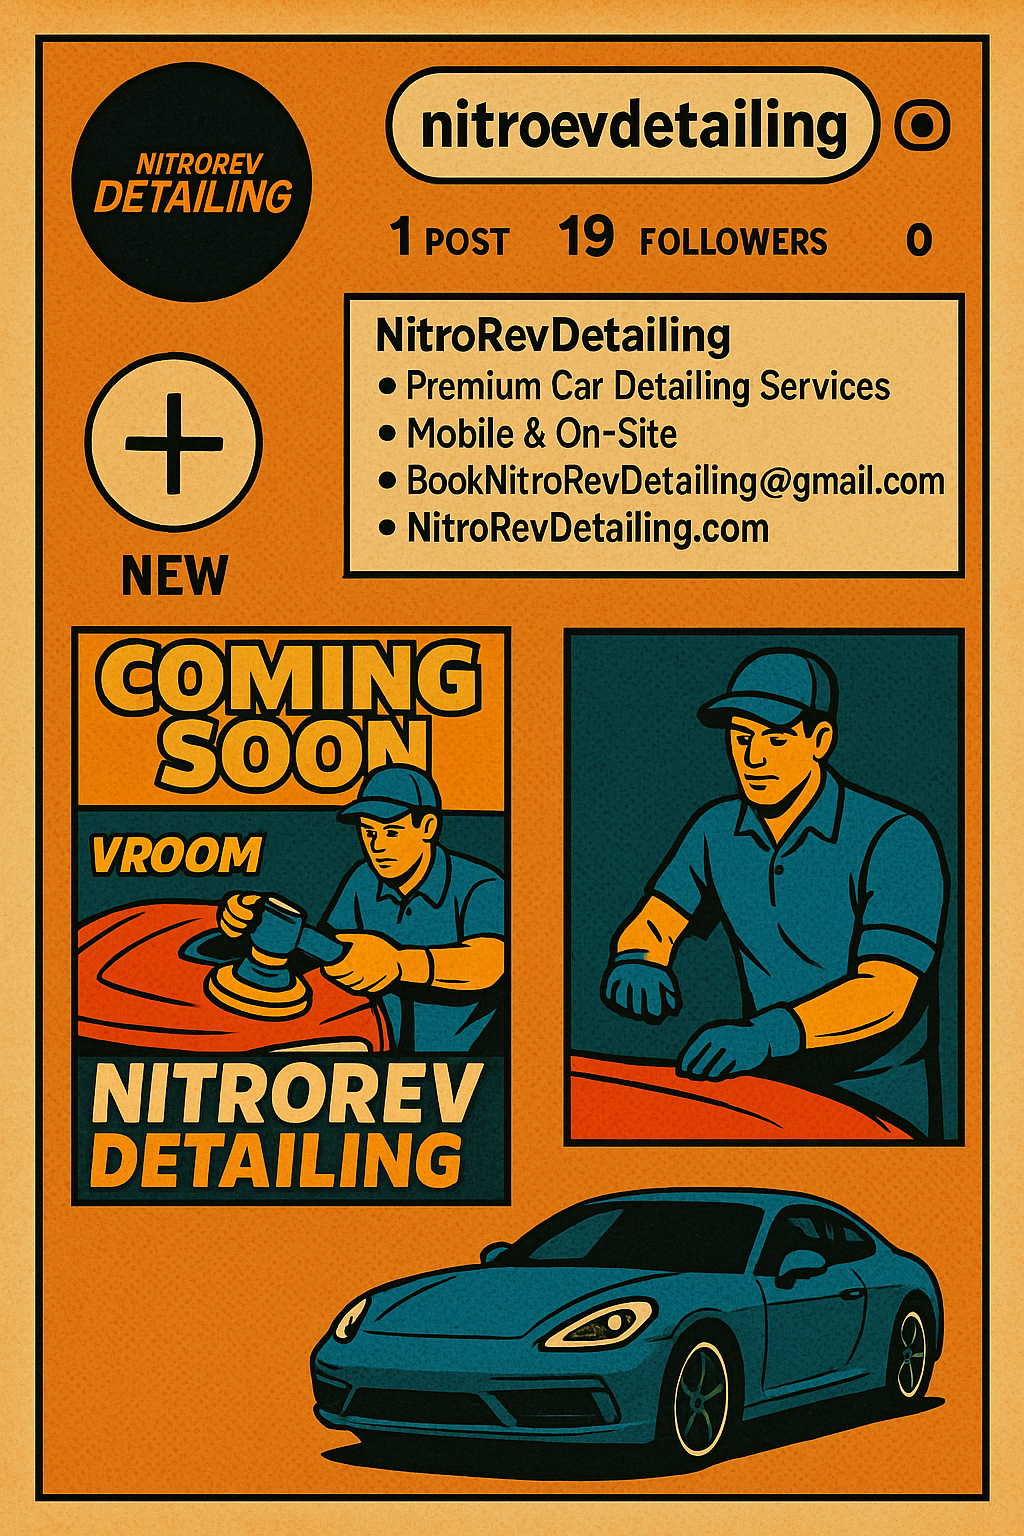 NITROREV
DETAILING
nitroevdetailing
1 POST 19 FOLLOWERS 0
NitroRevDetailing
• Premium Car Detailing Services
• Mobile & On-Site
• BookNitroRevDetailing@gmail.com
• NitroRevDetailing.com
NEW
COMING
SOON
VROOM
NITROREV
DETAILING